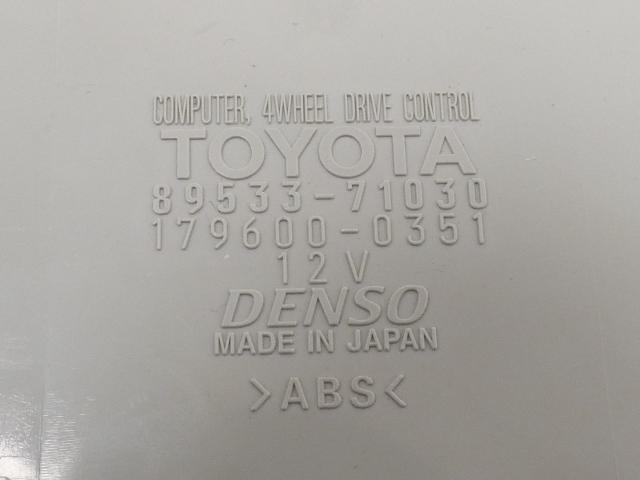 COMPUTER, 4WHEEL DRIVE CONTROL
TOYOTA
89533-71030
179600-0351
12V
DENSO
MADE IN JAPAN
>ABS<